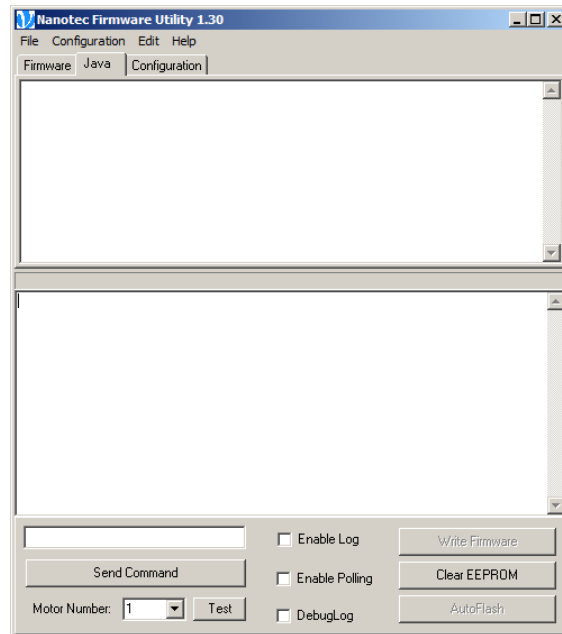 Nanotec Firmware Utility 1.30
File Configuration Edit Help
Firmware Java Configuration
Enable Log Write Firmware
Send Command Enable Polling Clear EEPROM
Motor Number: 1 Test DebugLog AutoFlash